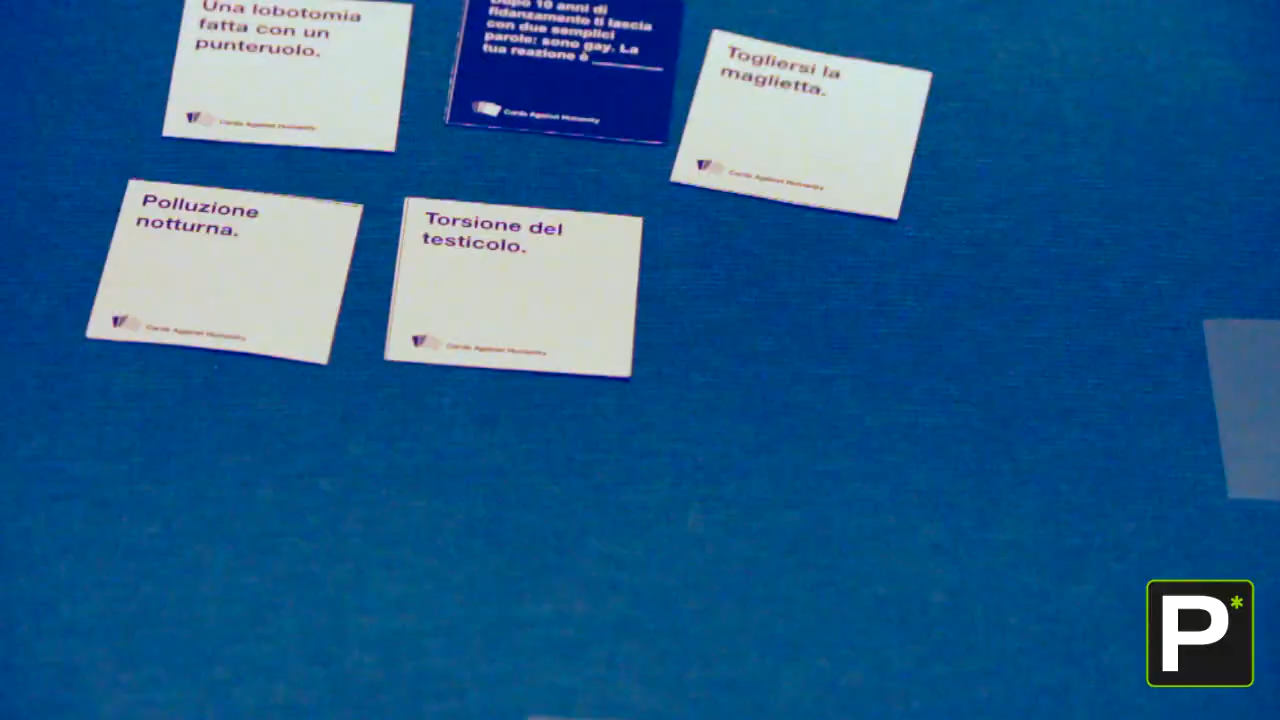 Una lobotomia
fatta con un
punteruolo.
Cards Against Humanity
Dopo 10 anni di
fidanzamento ti lascia
con due semplici
parole: sono gay. La
tua reazione è ________
Cards Against Humanity
Togliersi la
maglietta.
Cards Against Humanity
Polluzione
notturna.
Cards Against Humanity
Torsione del
testicolo.
Cards Against Humanity
P*